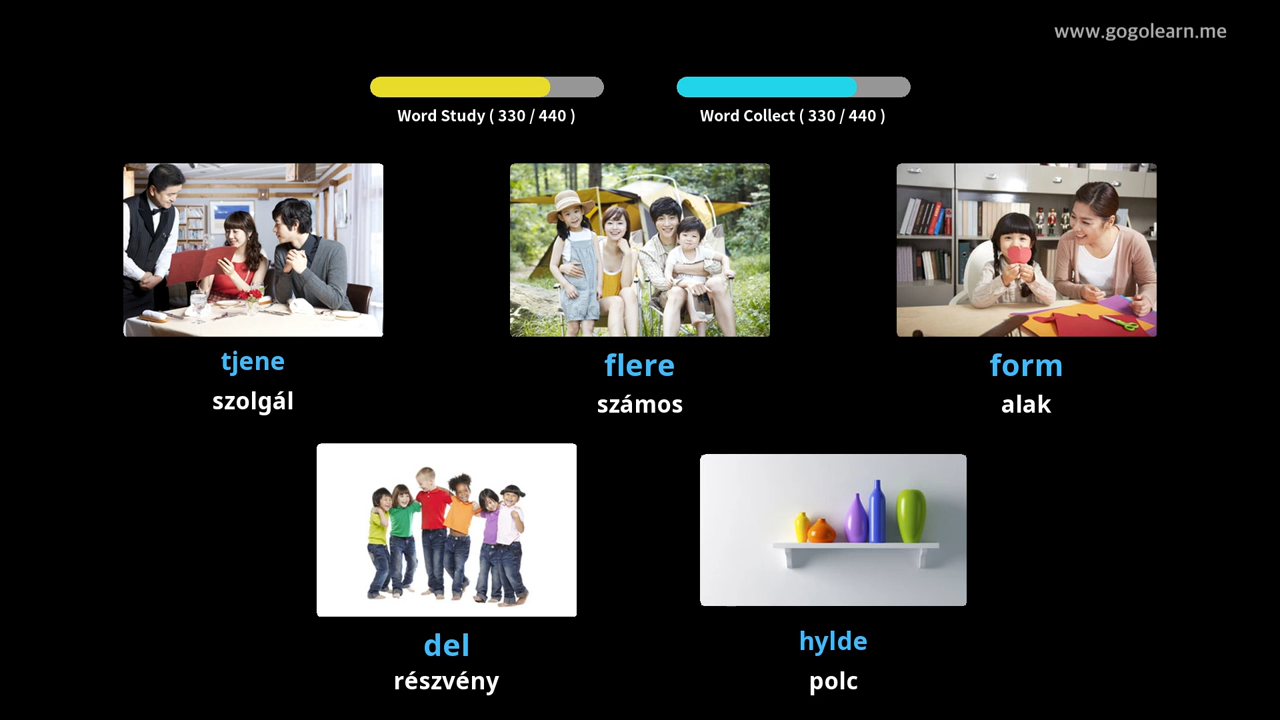 www.gogolearn.me
Word Study ( 330 / 440 )
Word Collect ( 330 / 440 )
tjene
szolgál
flere
számos
form
alak
del
részvény
hylde
polc